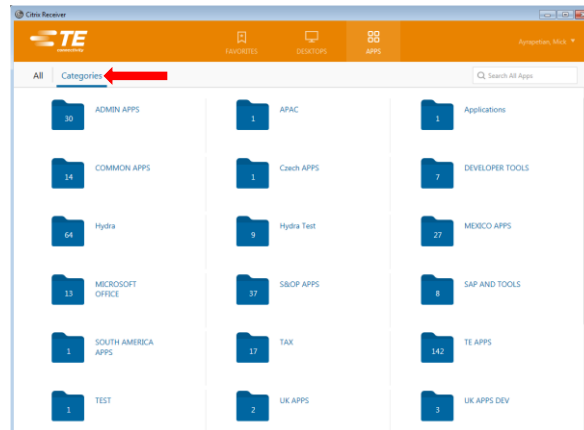 Citrix Receiver
TE
connectivity
FAVORITES
DESKTOPS
APPS
Ayrapetian, Mick
All
Categories
Search All Apps
30
ADMIN APPS
1
APAC
1
Applications
14
COMMON APPS
1
Czech APPS
7
DEVELOPER TOOLS
64
Hydra
9
Hydra Test
27
MEXICO APPS
13
MICROSOFT
OFFICE
37
S&OP APPS
8
SAP AND TOOLS
1
SOUTH AMERICA
APPS
17
TAX
142
TE APPS
1
TEST
2
UK APPS
3
UK APPS DEV